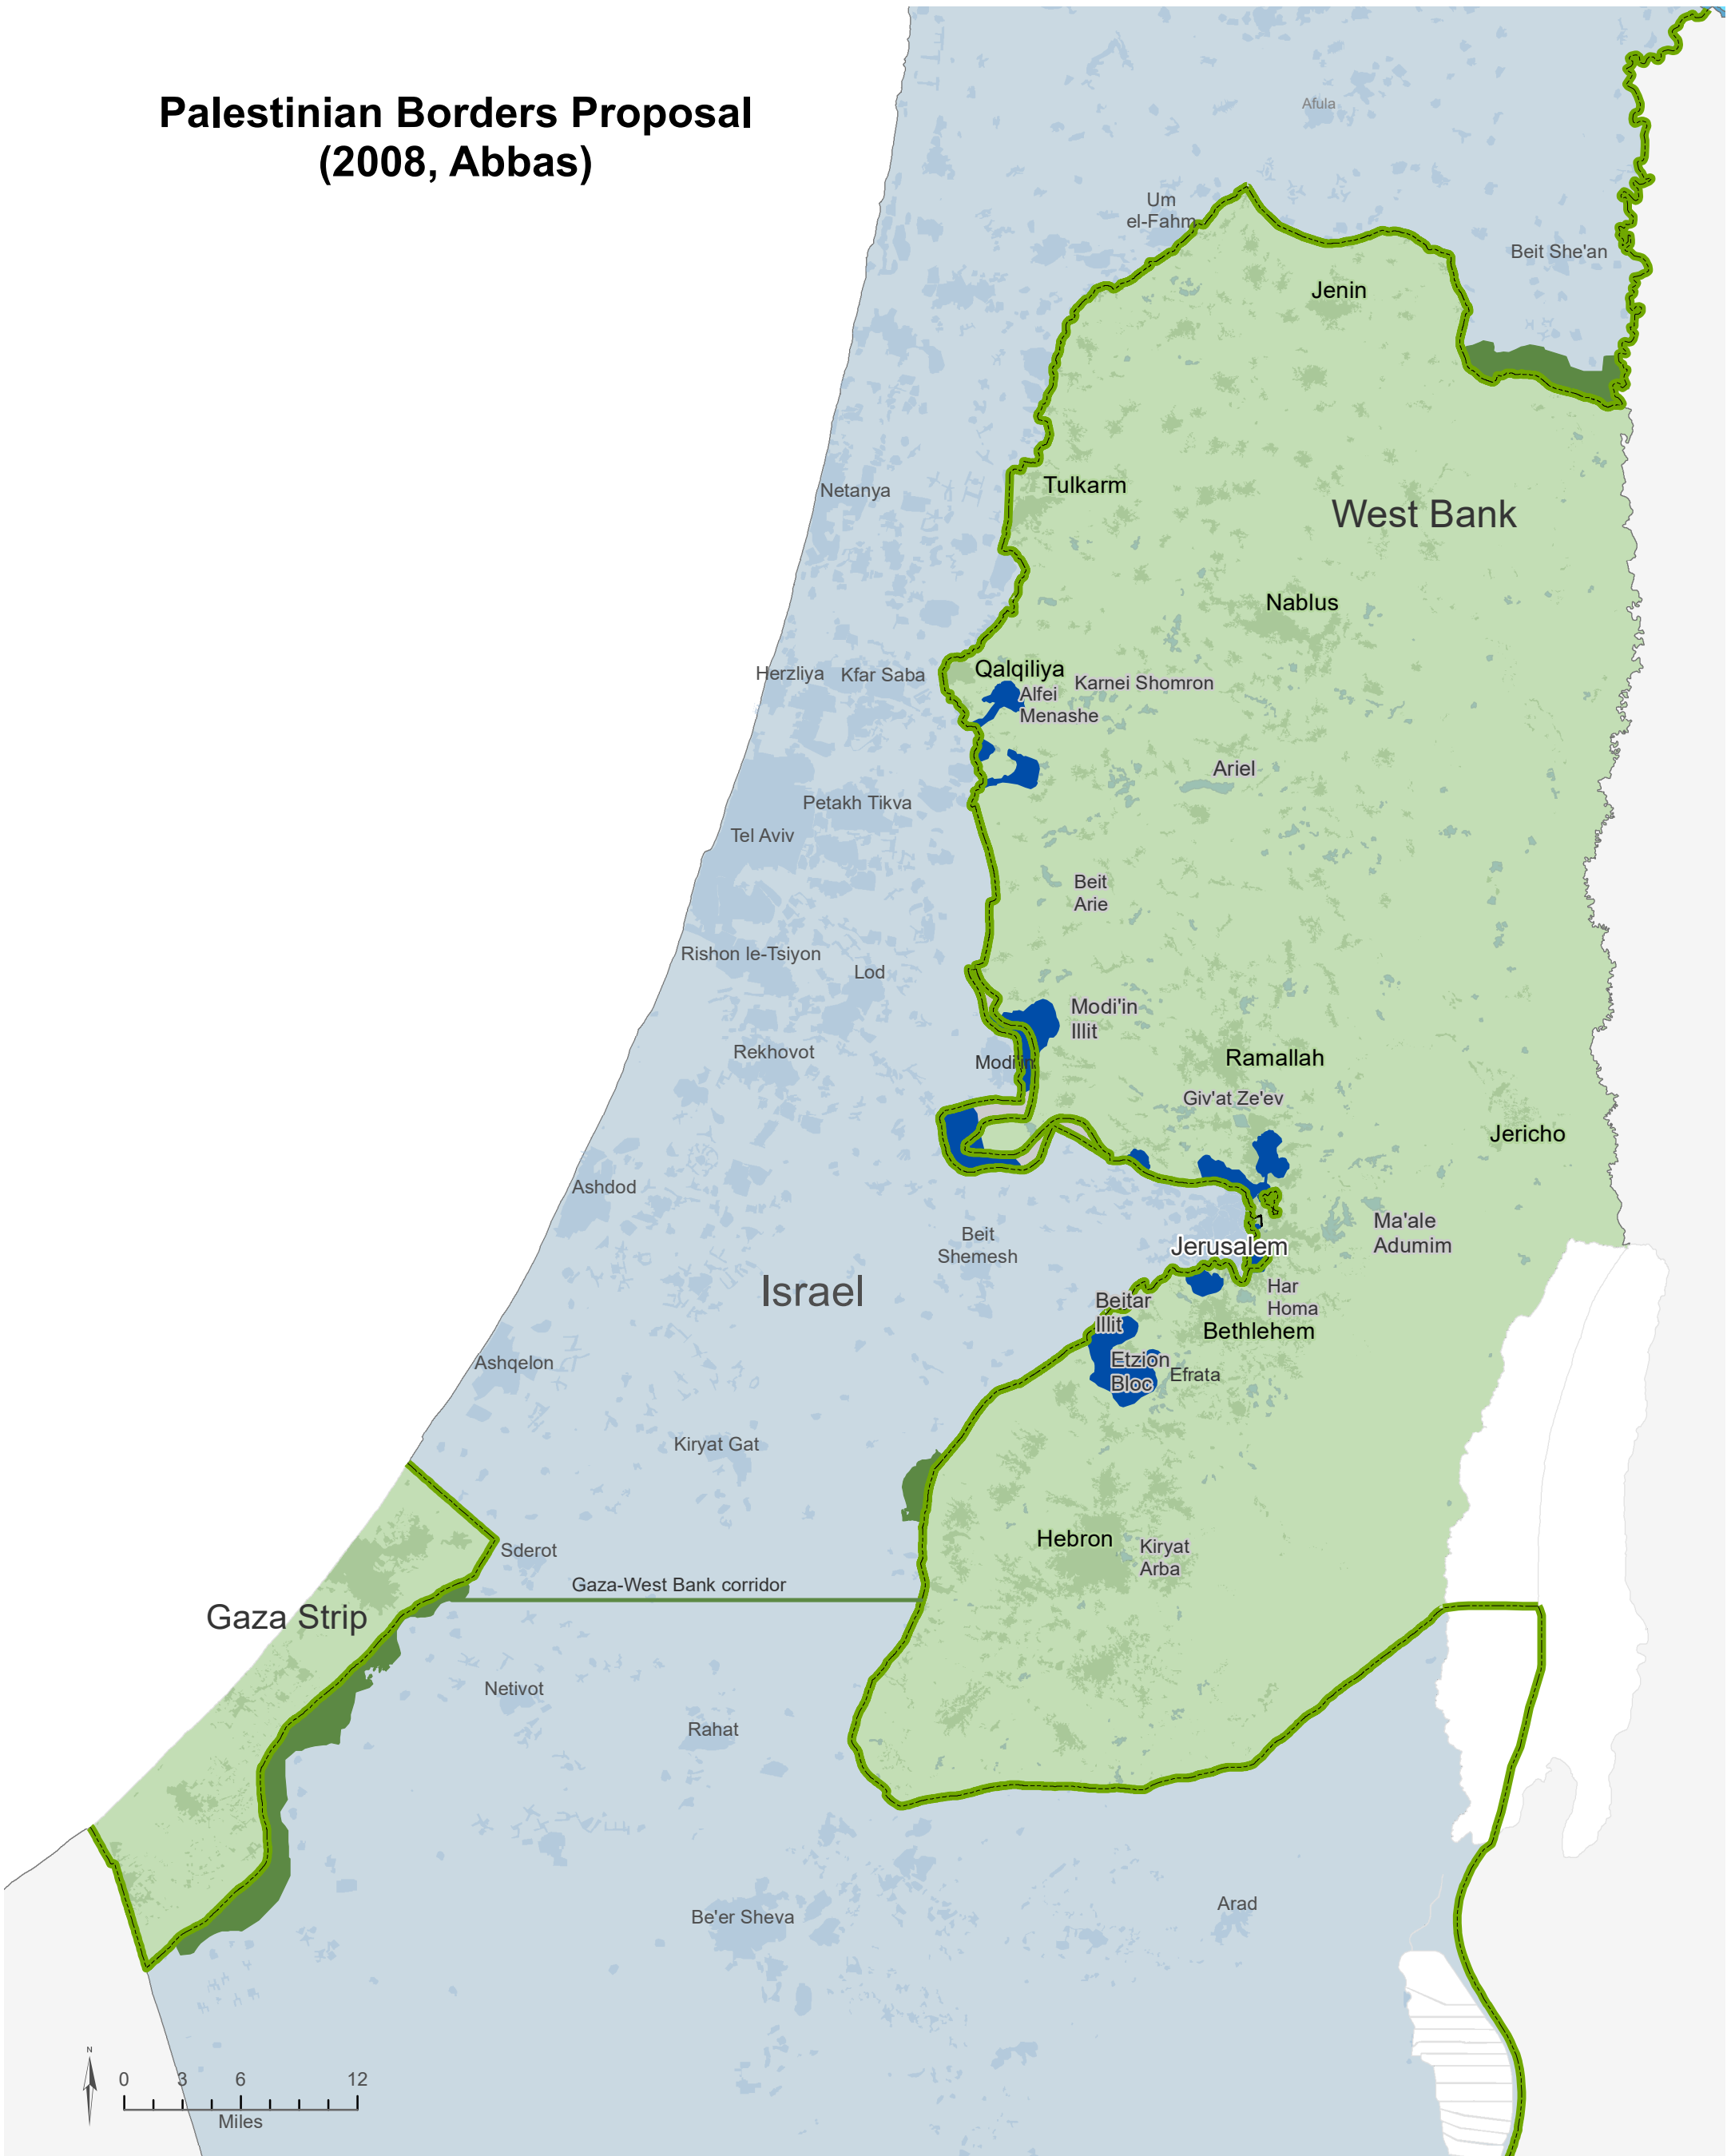 Palestinian Borders Proposal
(2008, Abbas)
Afula
Um
el-Fahm
Beit She'an
Jenin
Netanya
Tulkarm
West Bank
Nablus
Herzliya
Kfar Saba
Qalqiliya
Karnei Shomron
Alfei
Menashe
Ariel
Petakh Tikva
Tel Aviv
Beit
Arie
Rishon le-Tsiyon
Lod
Modi'in
Illit
Rekhovot
Modi'in
Ramallah
Giv'at Ze'ev
Jericho
Ashdod
Beit
Shemesh
Jerusalem
Ma'ale
Adumim
Israel
Har
Homa
Beitar
Illit
Bethlehem
Ashqelon
Etzion
Bloc
Efrata
Kiryat Gat
Hebron
Kiryat
Arba
Sderot
Gaza-West Bank corridor
Gaza Strip
Netivot
Rahat
Be'er Sheva
Arad
N
0 3 6 12
Miles